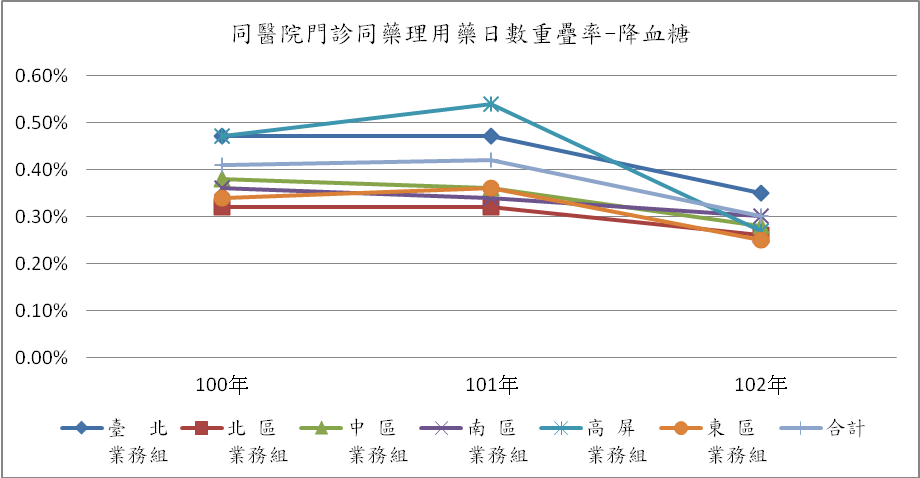 同醫院門診同藥理用藥日數重疊率-降血糖
0.60%
0.50%
0.40%
0.30%
0.20%
0.10%
0.00%
100年 101年 102年
臺 北 北 區 中 區 南 區 高 屏 東 區 合計
業務組 業務組 業務組 業務組 業務組 業務組